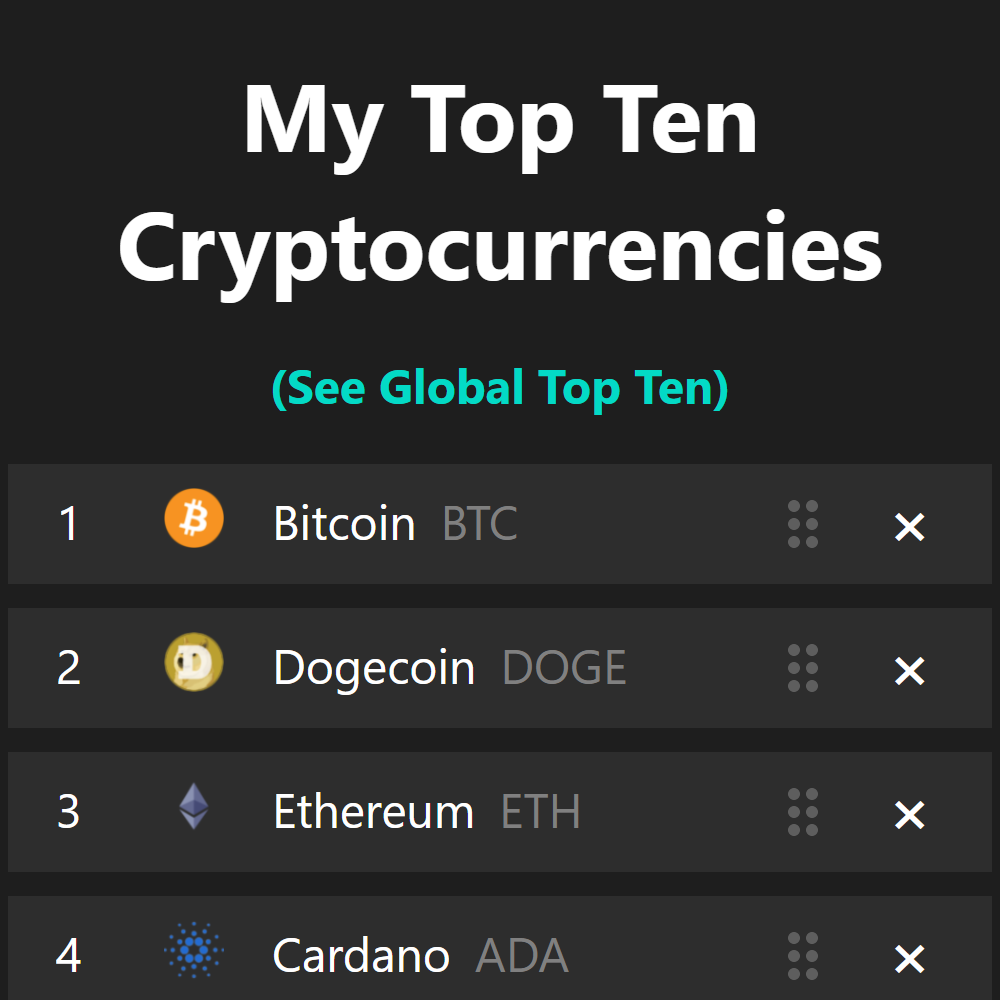 My Top Ten
Cryptocurrencies
(See Global Top Ten)
1 Bitcoin BTC ×
2 Dogecoin DOGE ×
3 Ethereum ETH ×
4 Cardano ADA ×